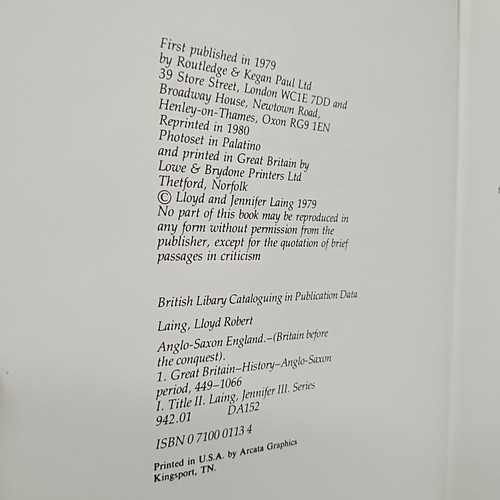 First published in 1979
by Routledge & Kegan Paul Ltd
39 Store Street, London WC1E 7DD and
Broadway House, Newtown Road,
Henley-on-Thames, Oxon RG9 1EN
Reprinted in 1980
Photoset in Palatino
and printed in Great Britain by
Lowe & Brydone Printers Ltd
Thetford, Norfolk
© Lloyd and Jennifer Laing 1979
No part of this book may be reproduced in
any form without permission from the
publisher, except for the quotation of brief
passages in criticism
British Libary Cataloguing in Publication Data
Laing, Lloyd Robert
Anglo-Saxon England.–(Britain before
the conquest).
1. Great Britain–History–Anglo-Saxon
period, 449–1066
I. Title II. Laing, Jennifer III. Series
942.01 DA152
ISBN 0 7100 0113 4
Printed in U.S.A. by Arcata Graphics
Kingsport, TN.